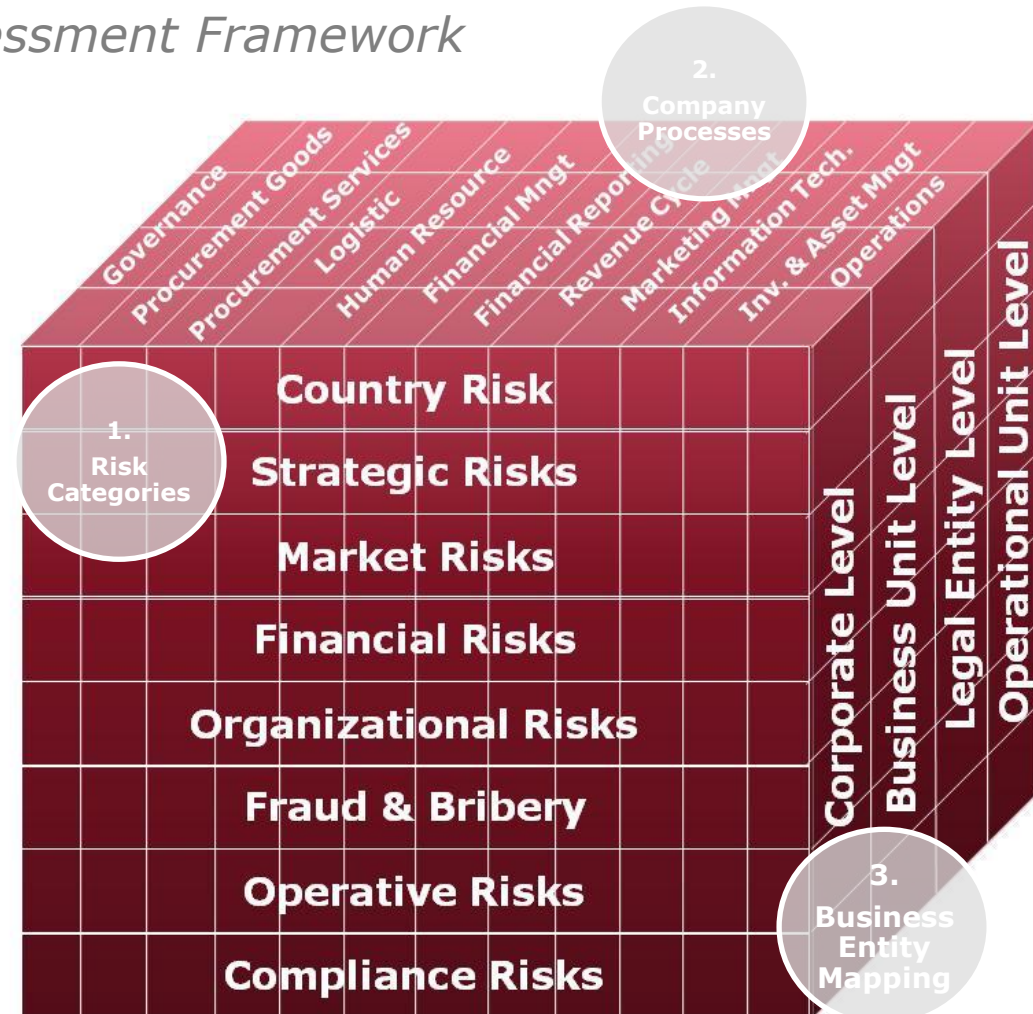 essment Framework
2.
Company
Processes
Governance
Procurement Goods
Procurement Services
Logistic
Human Resource
Financial Mngt
Financial Reporting
Revenue Cycle
Marketing Mngt
Information Tech.
Inv. & Asset Mngt
Operations
1.
Risk
Categories
Country Risk
Strategic Risks
Market Risks
Financial Risks
Organizational Risks
Fraud & Bribery
Operative Risks
Compliance Risks
Corporate Level
Business Unit Level
Legal Entity Level
Operational Unit Level
3.
Business
Entity
Mapping